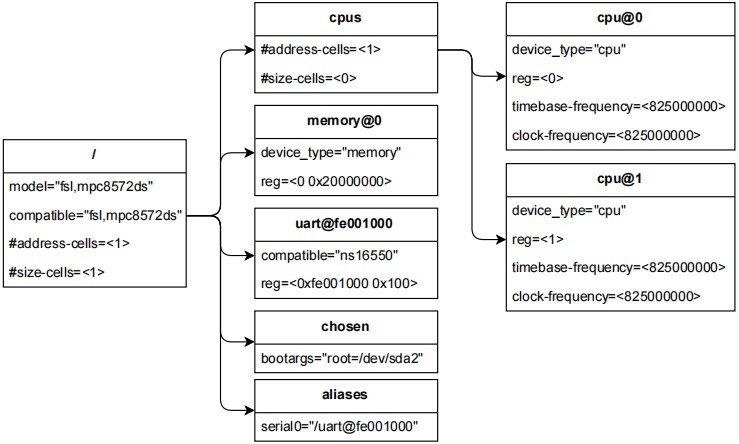 /
model="fsl,mpc8572ds"
compatible="fsl,mpc8572ds"
#address-cells=<1>
#size-cells=<1>
cpus
#address-cells=<1>
#size-cells=<0>
memory@0
device_type="memory"
reg=<0 0x20000000>
uart@fe001000
compatible="ns16550"
reg=<0xfe001000 0x100>
chosen
bootargs="root=/dev/sda2"
aliases
serial0="/uart@fe001000"
cpu@0
device_type="cpu"
reg=<0>
timebase-frequency=<825000000>
clock-frequency=<825000000>
cpu@1
device_type="cpu"
reg=<1>
timebase-frequency=<825000000>
clock-frequency=<825000000>